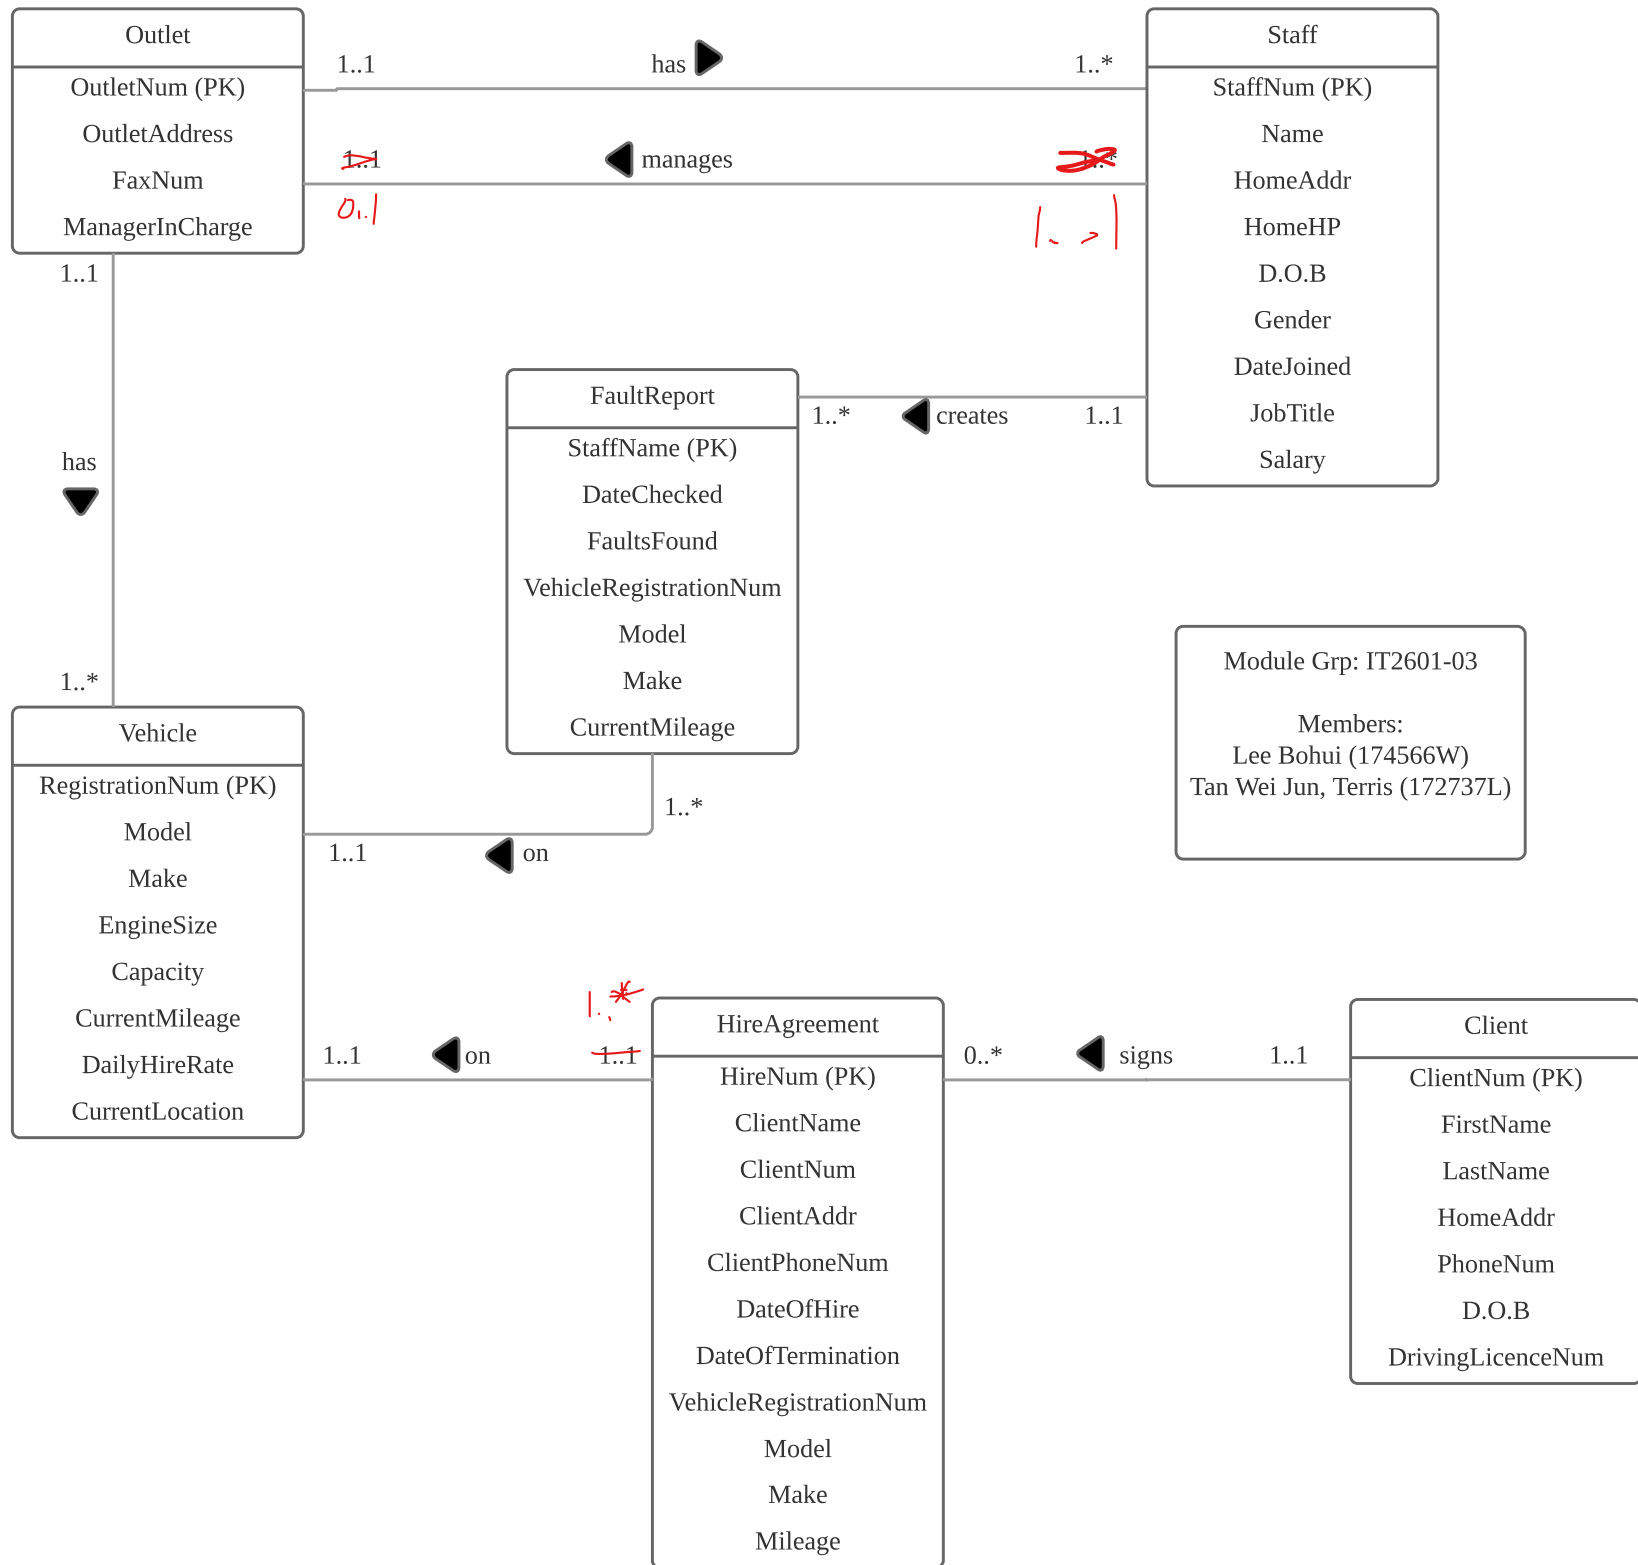 Outlet
OutletNum (PK)
OutletAddress
FaxNum
ManagerInCharge
1..1
has
1..*
1..1
manages
1..*
0..1
1..1
Staff
StaffNum (PK)
Name
HomeAddr
HomeHP
D.O.B
Gender
DateJoined
JobTitle
Salary
1..1
has
1..*
FaultReport
StaffName (PK)
DateChecked
FaultsFound
VehicleRegistrationNum
Model
Make
CurrentMileage
1..*
creates
1..1
Module Grp: IT2601-03
Members:
Lee Bohui (174566W)
Tan Wei Jun, Terris (172737L)
Vehicle
RegistrationNum (PK)
Model
Make
EngineSize
Capacity
CurrentMileage
DailyHireRate
CurrentLocation
1..*
1..1
on
1..*
1..1
on
1..1
HireAgreement
HireNum (PK)
ClientName
ClientNum
ClientAddr
ClientPhoneNum
DateOfHire
DateOfTermination
VehicleRegistrationNum
Model
Make
Mileage
0..*
signs
1..1
Client
ClientNum (PK)
FirstName
LastName
HomeAddr
PhoneNum
D.O.B
DrivingLicenceNum